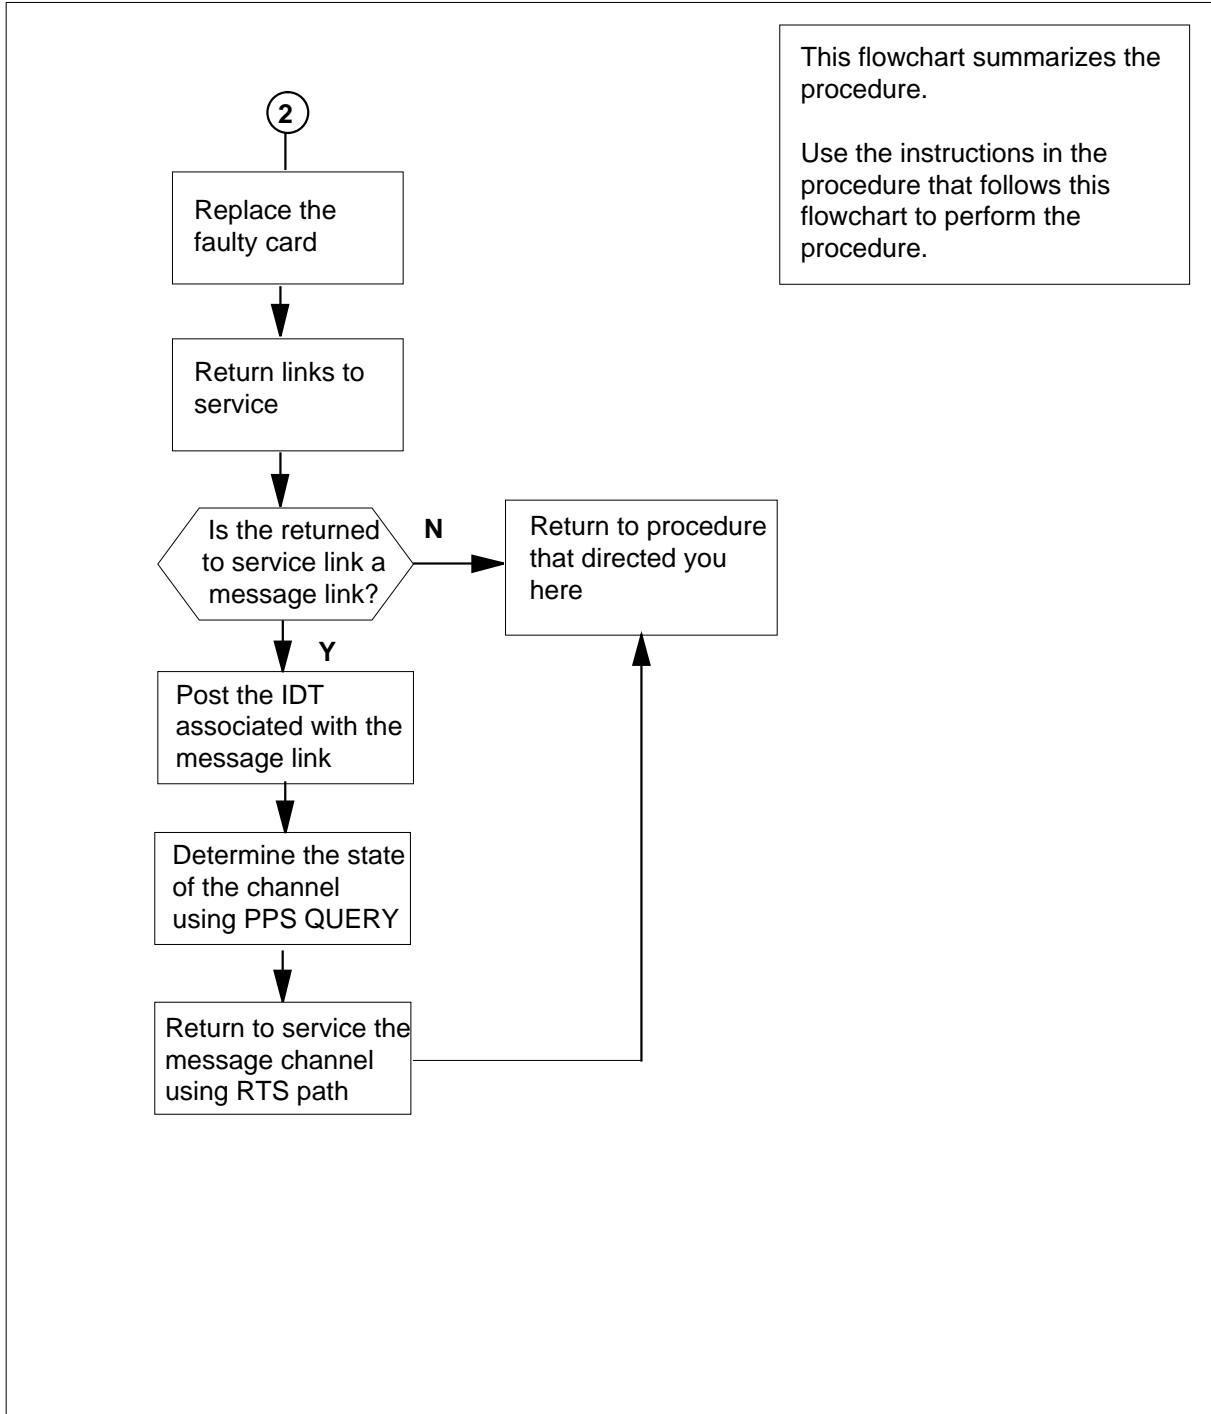 This flowchart summarizes the
procedure.
Use the instructions in the
procedure that follows this
flowchart to perform the
procedure.
2
Replace the
faulty card
Return links to
service
Is the returned
to service link a
message link?
N
Return to procedure
that directed you
here
Y
Post the IDT
associated with the
message link
Determine the state
of the channel
using PPS QUERY
Return to service the
message channel
using RTS path